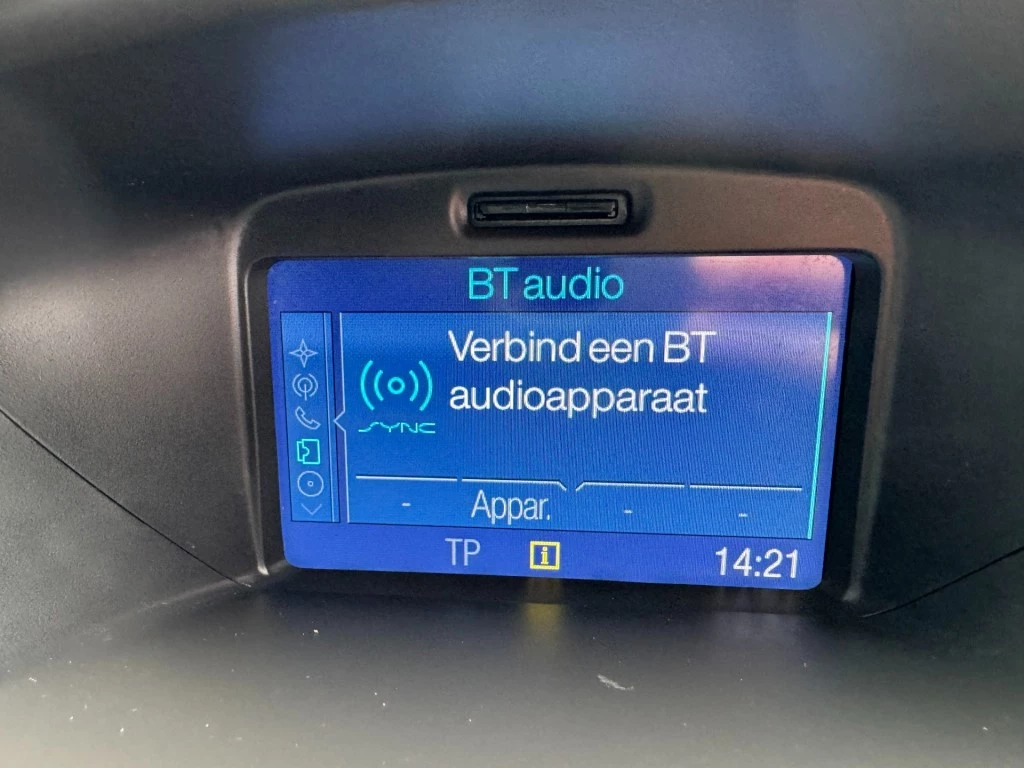 BT audio
Verbind een BT
audioapparaat
SYNC
- Appar. - -
TP i 14:21